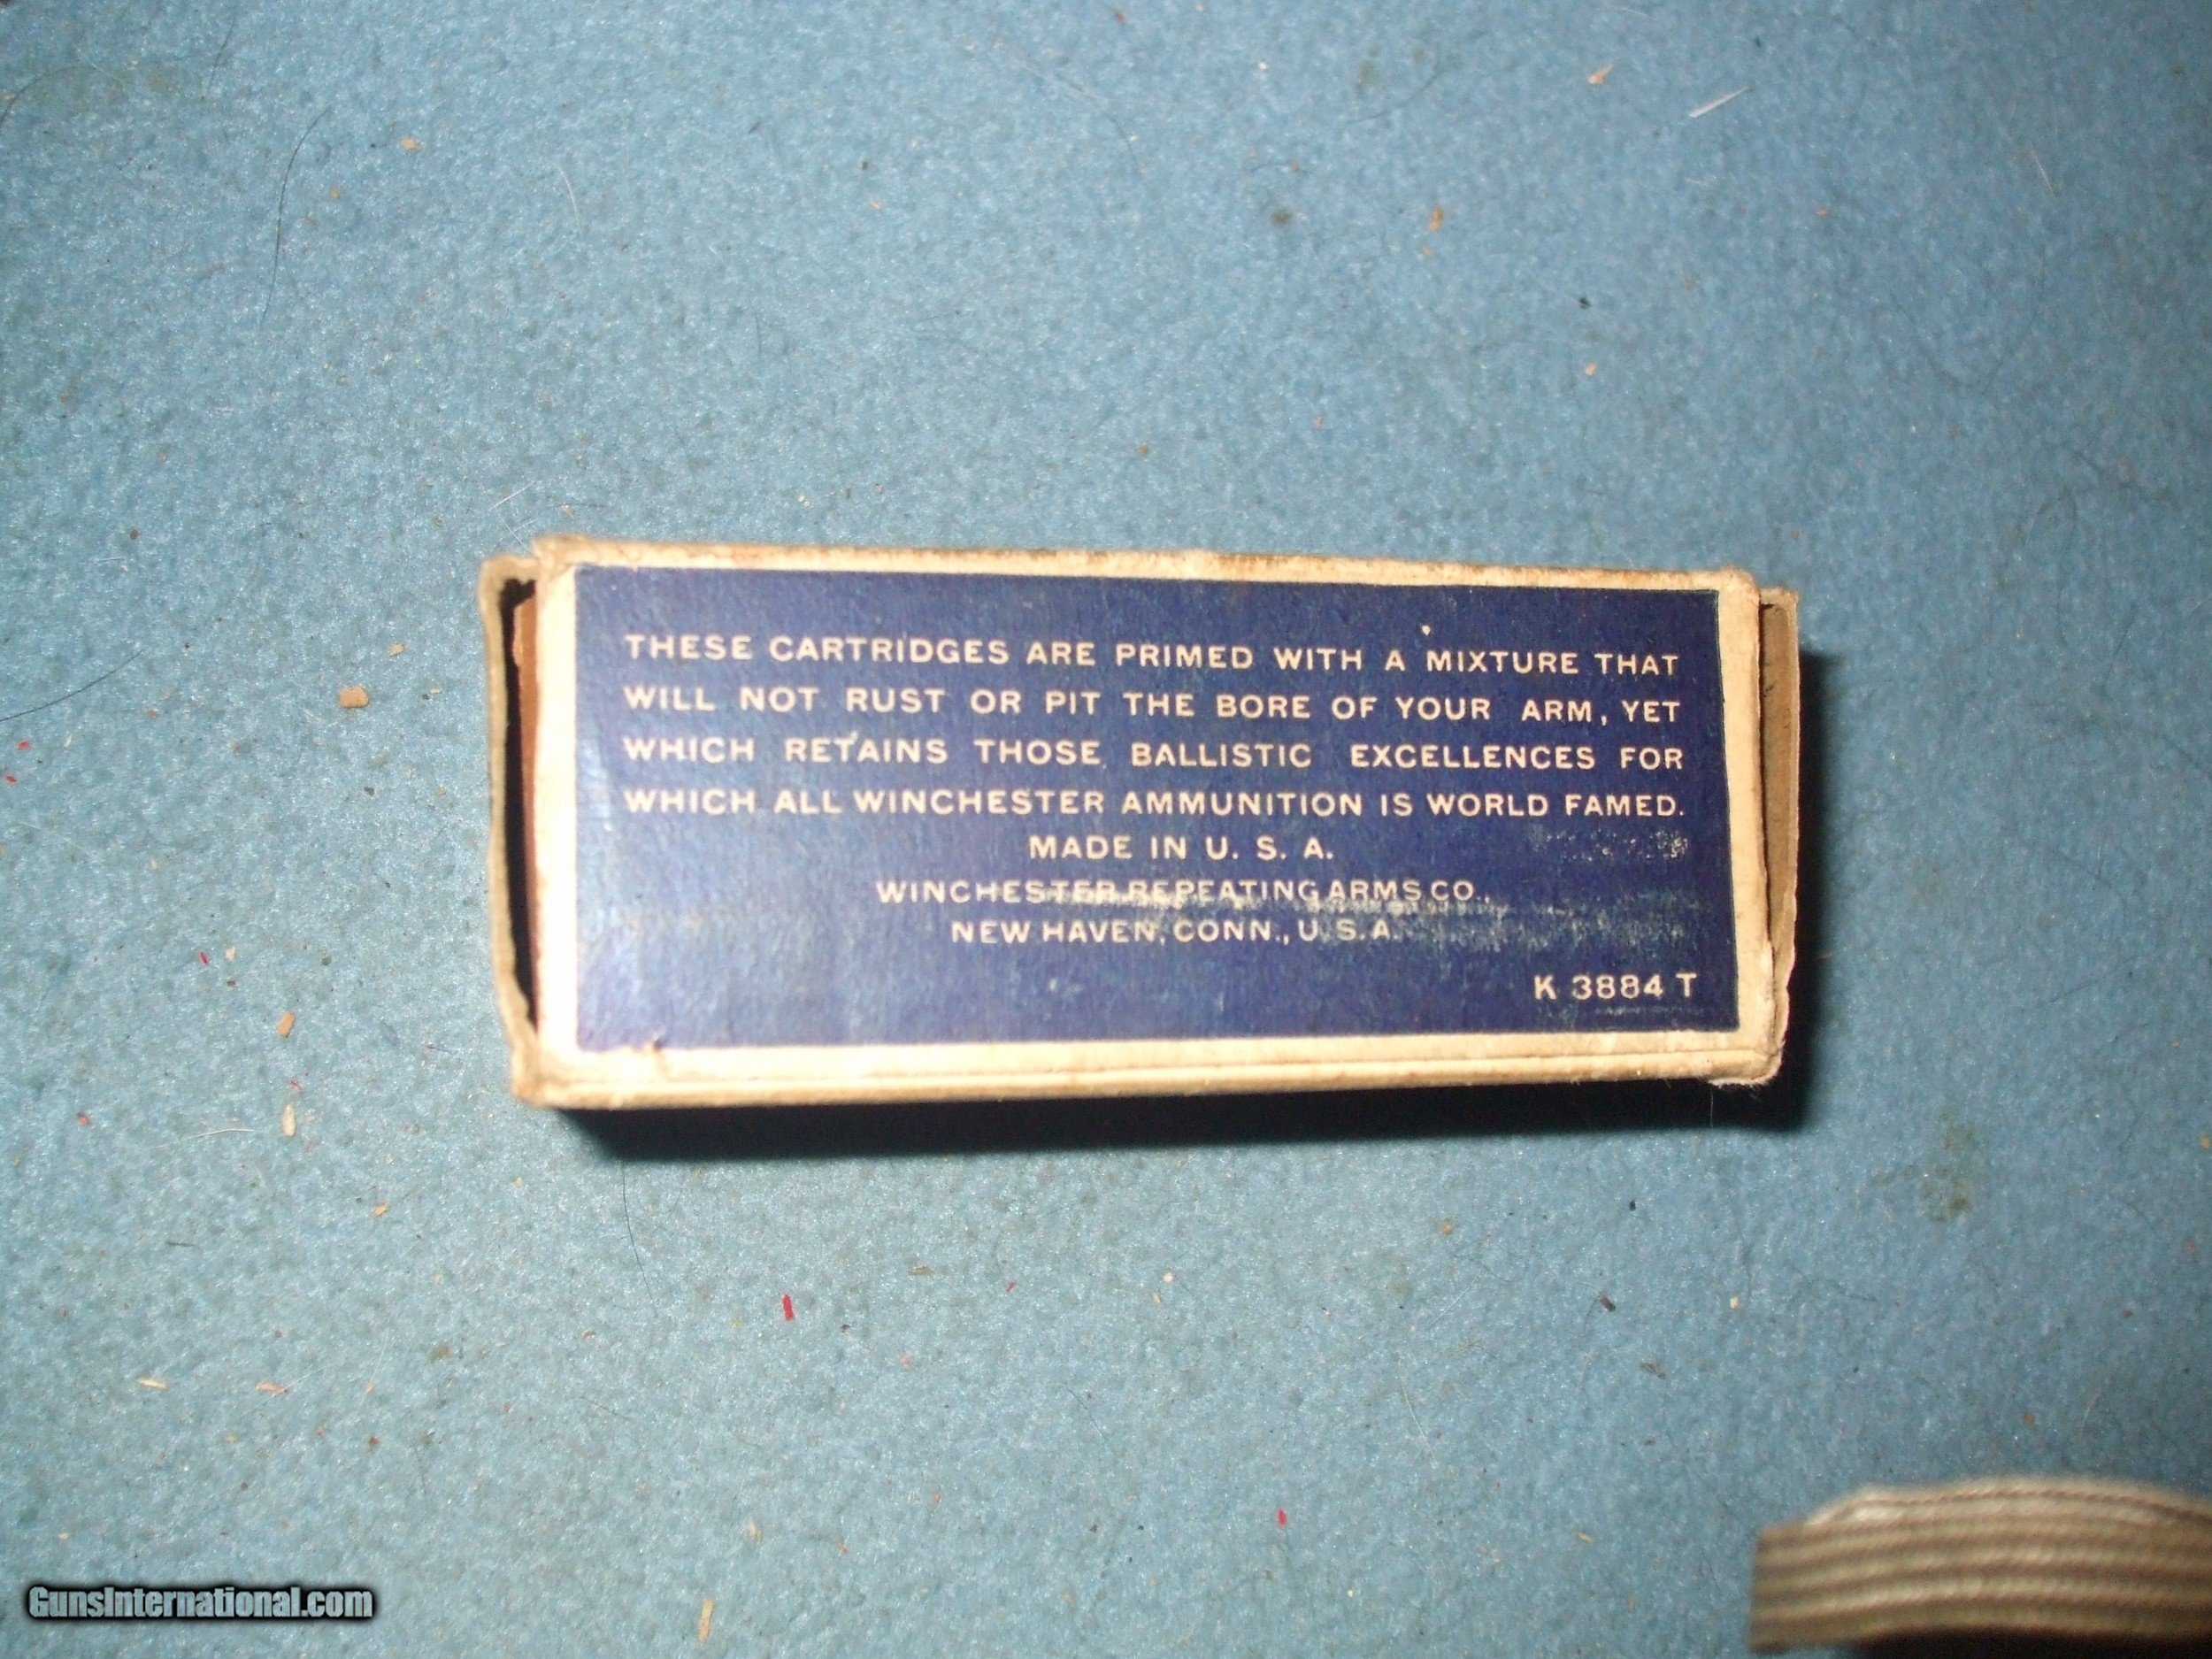 THESE CARTRIDGES ARE PRIMED WITH A MIXTURE THAT
WILL NOT RUST OR PIT THE BORE OF YOUR ARM, YET
WHICH RETAINS THOSE BALLISTIC EXCELLENCES FOR
WHICH ALL WINCHESTER AMMUNITION IS WORLD FAMED.
MADE IN U. S. A.
WINCHESTER REPEATING ARMS CO.,
NEW HAVEN, CONN., U. S. A.
K 3884 T
GunsInternational.com